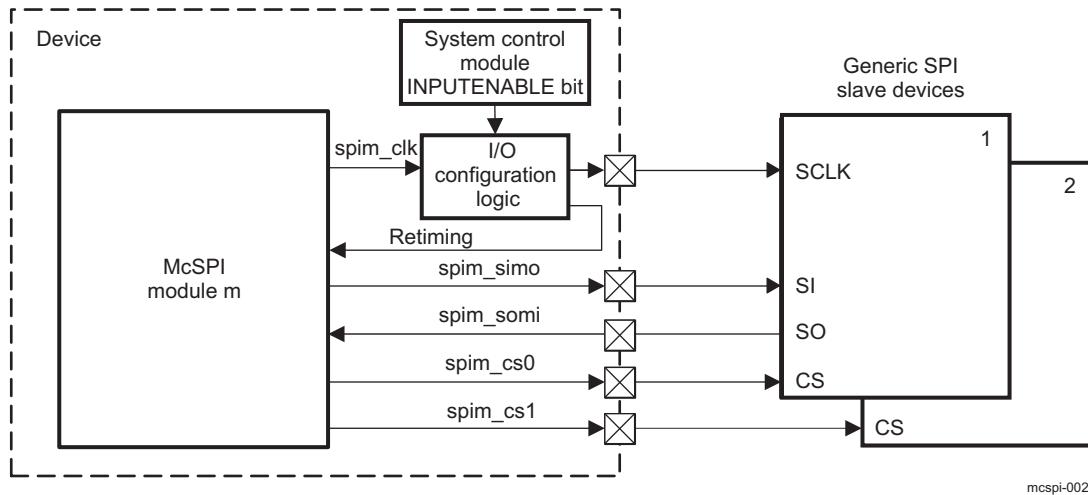 Device
System control
module
INPUTENABLE bit
Generic SPI
slave devices
1
2
spim_clk
I/O
configuration
logic
SCLK
Retiming
McSPI
module m
spim_simo
SI
spim_somi
SO
spim_cs0
CS
spim_cs1
CS
mcspi-002